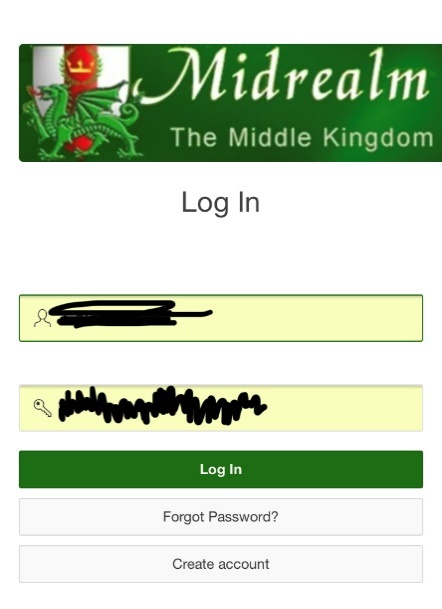 Midrealm
The Middle Kingdom
Log In
Log In
Forgot Password?
Create account